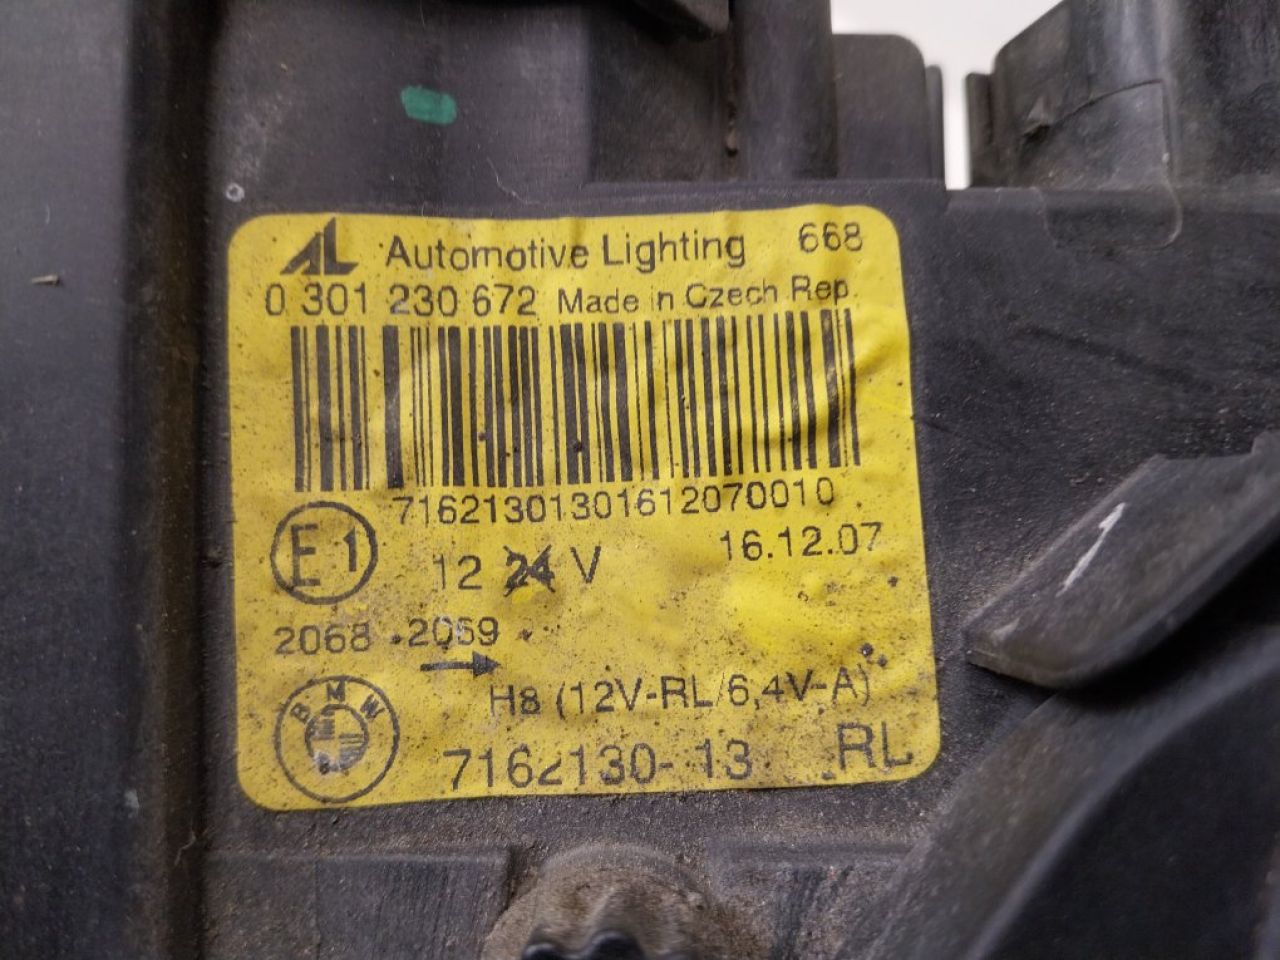 AL Automotive Lighting 668
0 301 230 672 Made in Czech Rep.
71621301301612070010
E1 12 24 V 16.12.07
2068 2069
H8 (12V-RL/6,4V-A)
BMW 7162130-13 RL